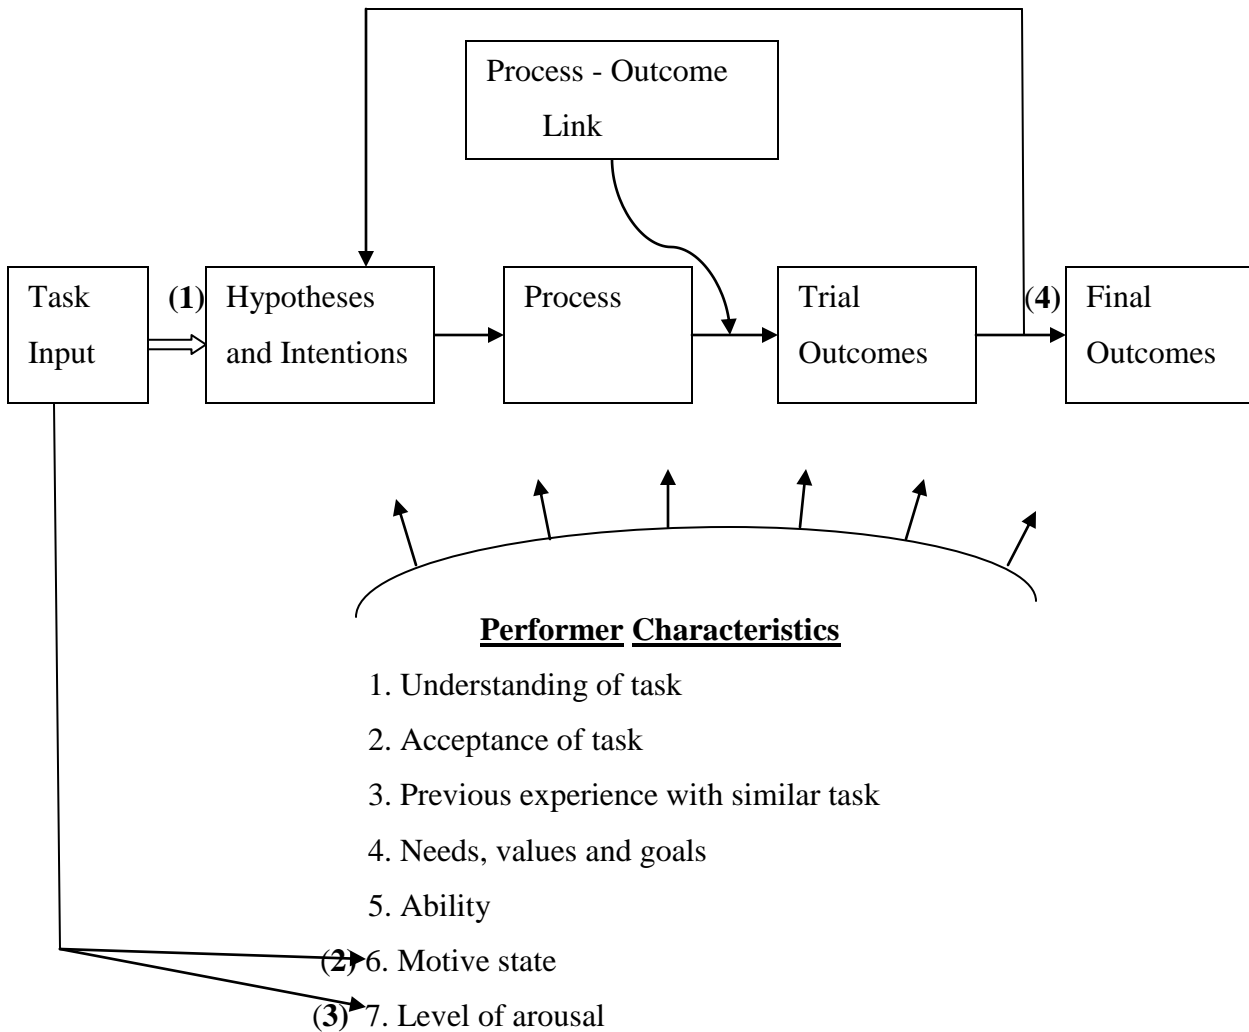 Process - Outcome
Link
Task
Input
(1)
Hypotheses
and Intentions
Process
Trial
Outcomes
(4)
Final
Outcomes
Performer Characteristics
1. Understanding of task
2. Acceptance of task
3. Previous experience with similar task
4. Needs, values and goals
5. Ability
(2) 6. Motive state
(3) 7. Level of arousal